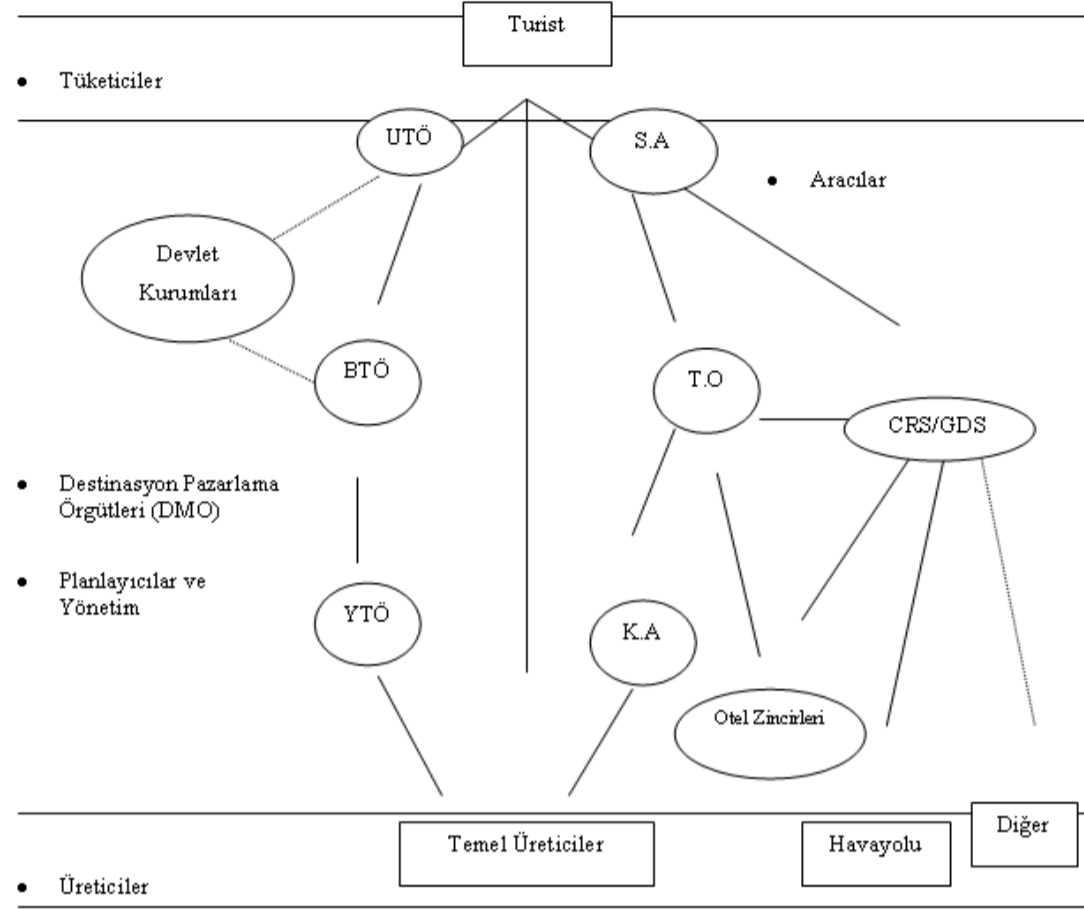 Turist
• Tüketiciler
UTÖ
S.A
• Aracılar
Devlet
Kurumları
BTÖ
T.O
CRS/GDS
• Destinasyon Pazarlama
Örgütleri (DMO)
• Planlayıcılar ve
Yönetim
YTÖ
K.A
Otel Zincirleri
Diğer
Temel Üreticiler
Havayolu
• Üreticiler